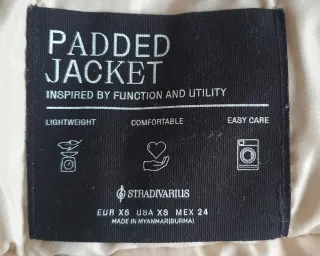 PADDED
JACKET
INSPIRED BY FUNCTION AND UTILITY
LIGHTWEIGHT COMFORTABLE EASY CARE
STRADIVARIUS
EUR XS USA XS MEX 24
MADE IN MYANMAR(BURMA)